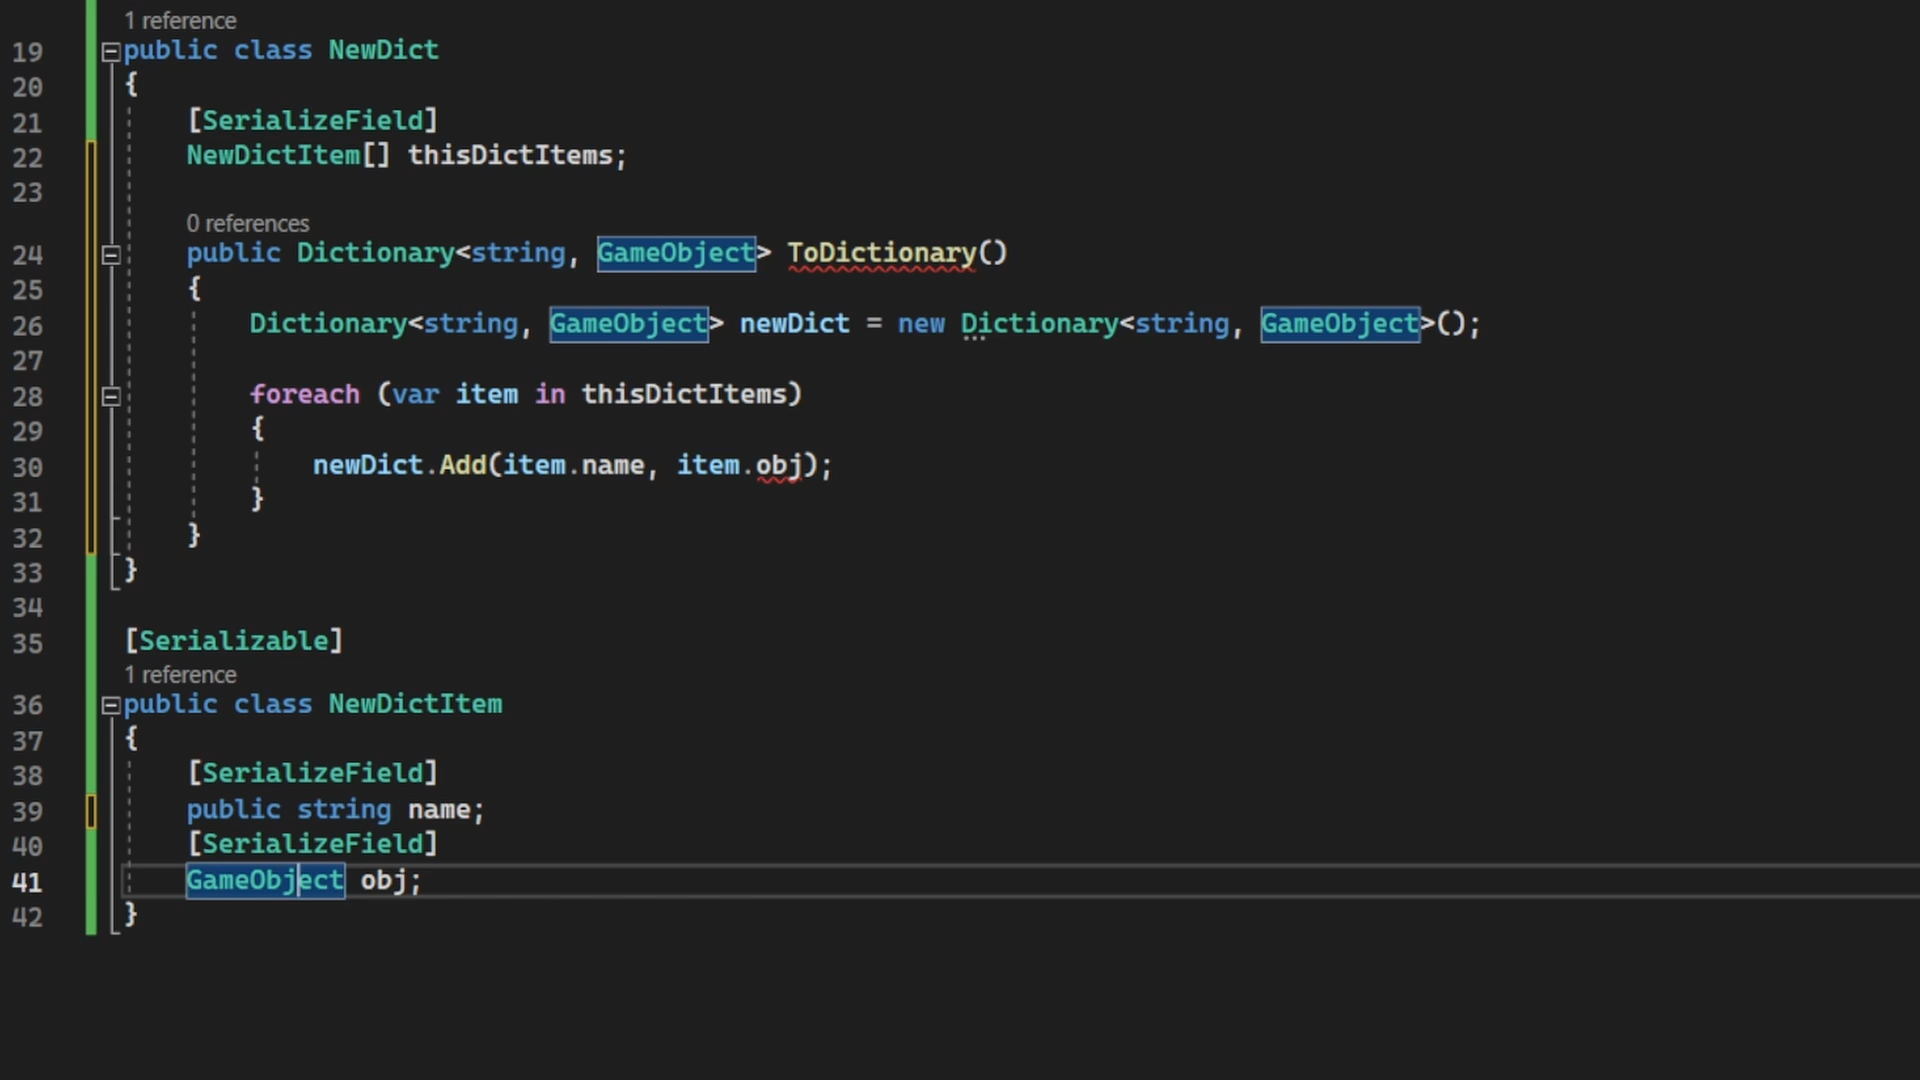 1 reference
19 public class NewDict
20 {
21 [SerializeField]
22 NewDictItem[] thisDictItems;
23
0 references
24 public Dictionary<string, GameObject> ToDictionary()
25 {
26 Dictionary<string, GameObject> newDict = new Dictionary<string, GameObject>();
27
28 foreach (var item in thisDictItems)
29 {
30 newDict.Add(item.name, item.obj);
31 }
32 }
33 }
34
35 [Serializable]
1 reference
36 public class NewDictItem
37 {
38 [SerializeField]
39 public string name;
40 [SerializeField]
41 GameObject obj;
42 }